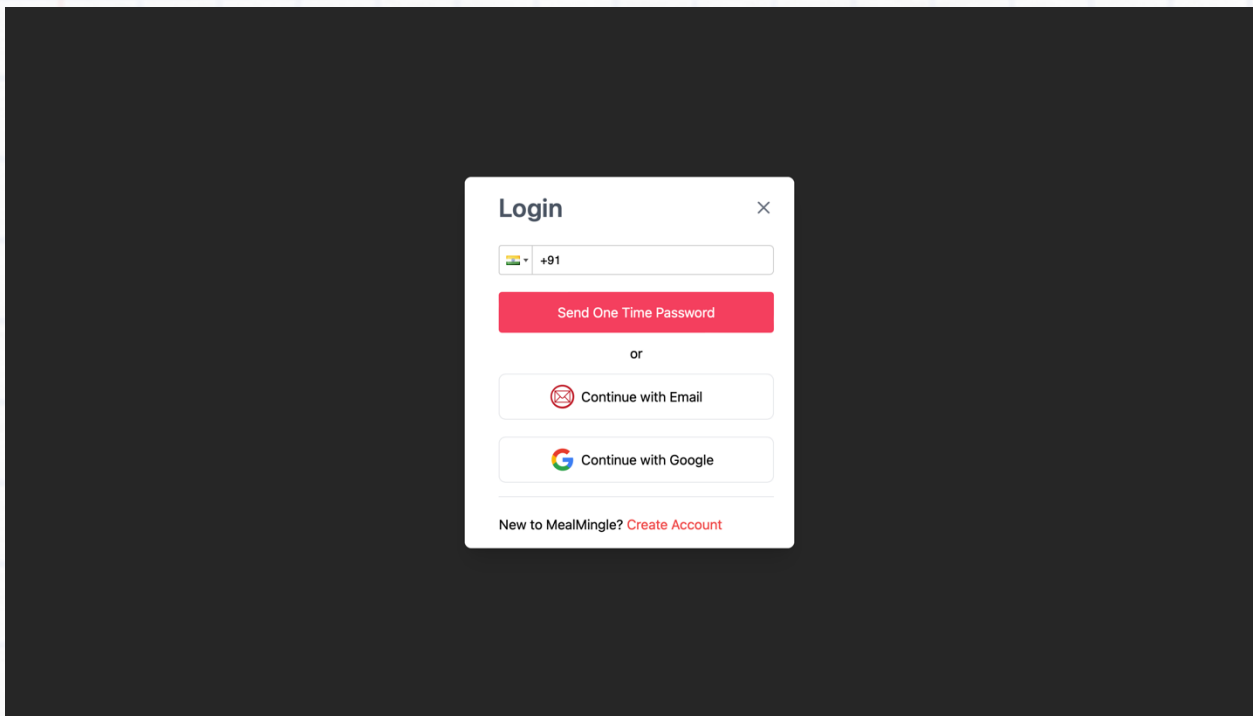 Login
+91
Send One Time Password
or
Continue with Email
Continue with Google
New to MealMingle? Create Account